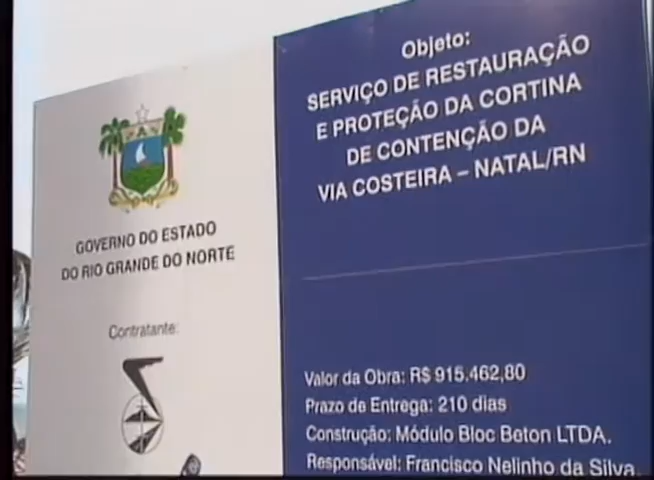 GOVERNO DO ESTADO
DO RIO GRANDE DO NORTE
Contratante:
Objeto:
SERVIÇO DE RESTAURAÇÃO
E PROTEÇÃO DA CORTINA
DE CONTENÇÃO DA
VIA COSTEIRA – NATAL/RN
Valor da Obra: R$ 915.462,80
Prazo de Entrega: 210 dias
Construção: Módulo Bloc Beton LTDA.
Responsável: Francisco Nelinho da Silva.